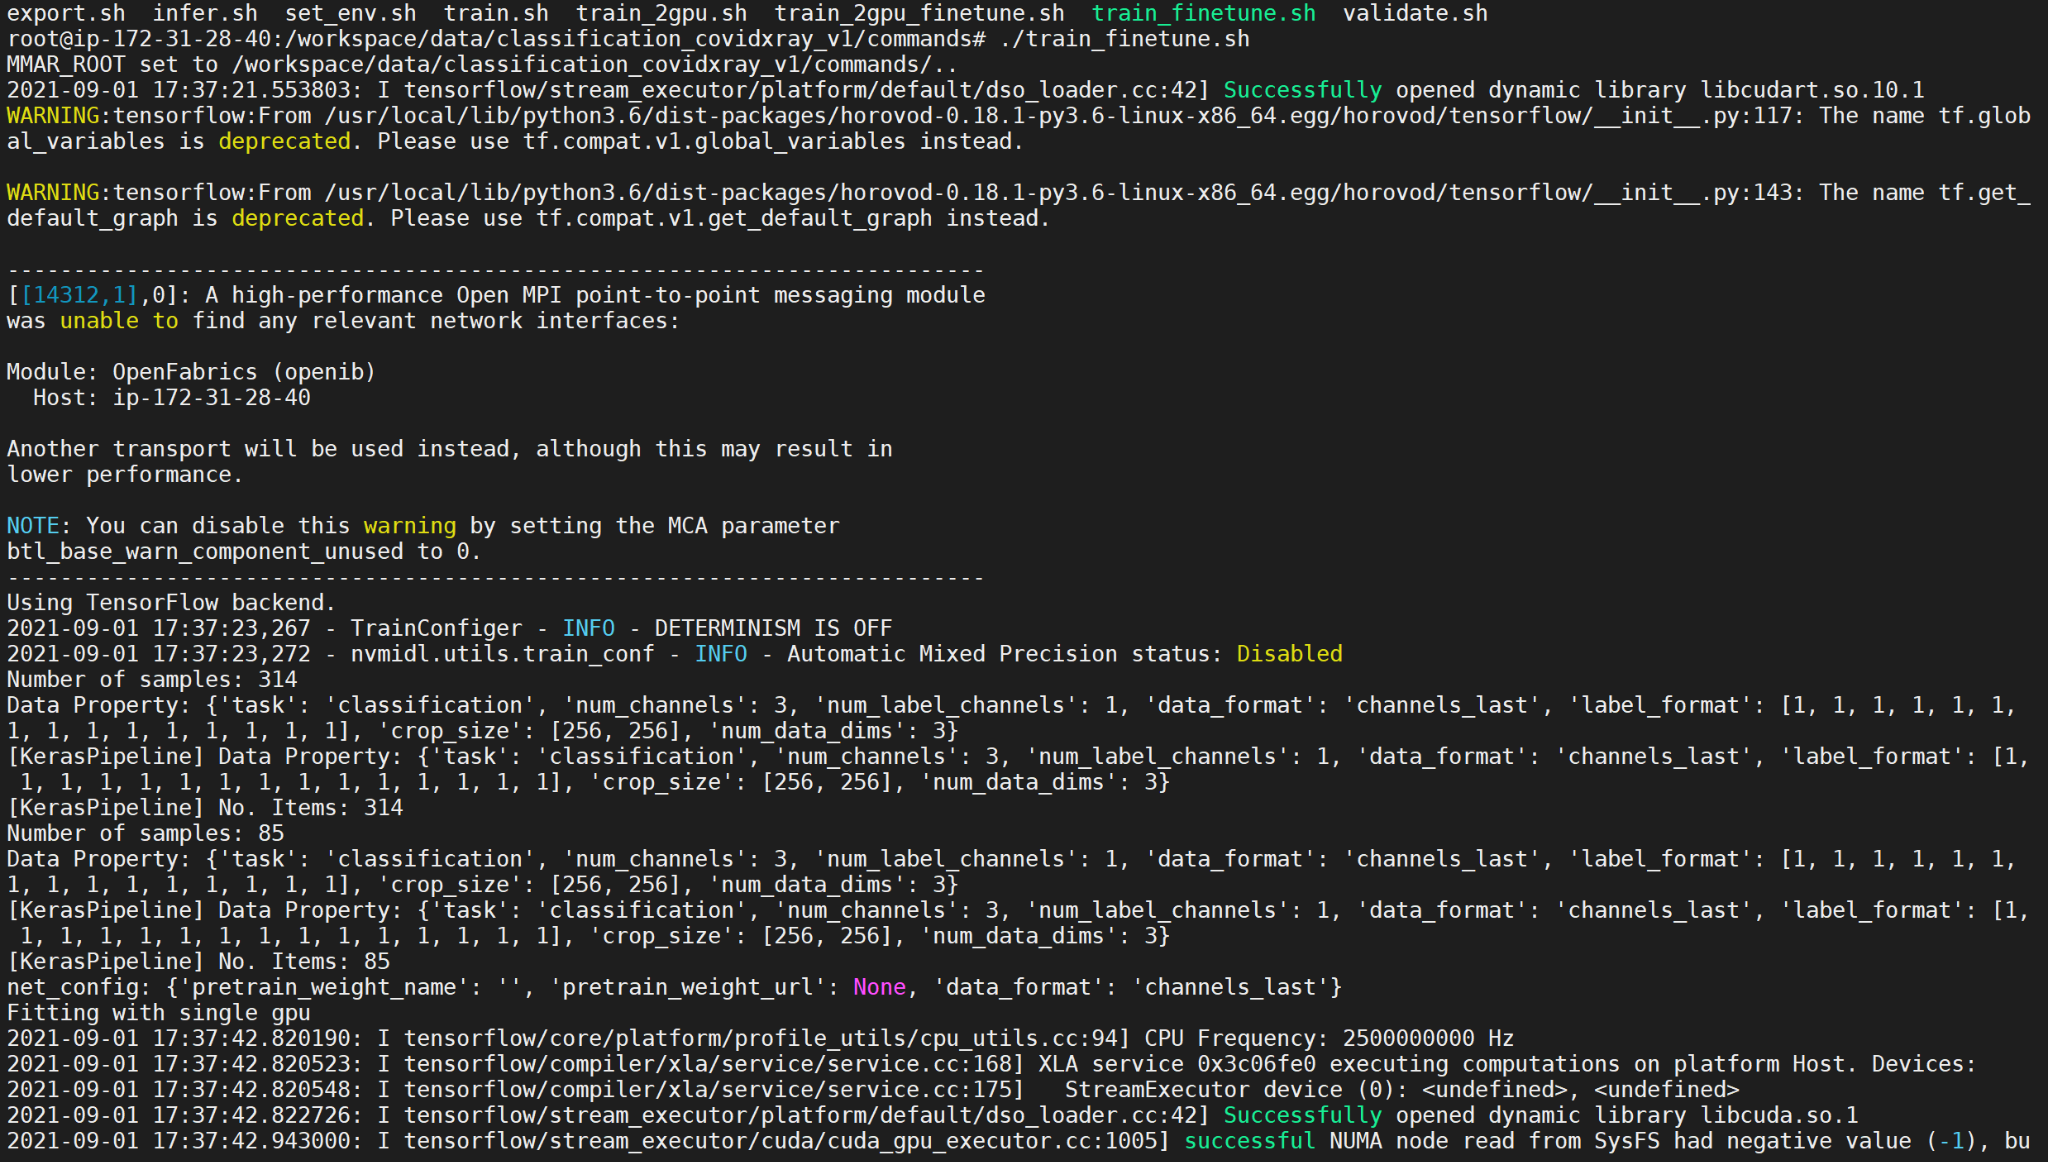 export.sh  infer.sh  set_env.sh  train.sh  train_2gpu.sh  train_2gpu_finetune.sh  train_finetune.sh  validate.sh
root@ip-172-31-28-40:/workspace/data/classification_covidxray_v1/commands# ./train_finetune.sh
MMAR_ROOT set to /workspace/data/classification_covidxray_v1/commands/..
2021-09-01 17:37:21.553803: I tensorflow/stream_executor/platform/default/dso_loader.cc:42] Successfully opened dynamic library libcudart.so.10.1
WARNING:tensorflow:From /usr/local/lib/python3.6/dist-packages/horovod-0.18.1-py3.6-linux-x86_64.egg/horovod/tensorflow/__init__.py:117: The name tf.glob
al_variables is deprecated. Please use tf.compat.v1.global_variables instead.

WARNING:tensorflow:From /usr/local/lib/python3.6/dist-packages/horovod-0.18.1-py3.6-linux-x86_64.egg/horovod/tensorflow/__init__.py:143: The name tf.get_
default_graph is deprecated. Please use tf.compat.v1.get_default_graph instead.

--------------------------------------------------------------------------
[[14312,1],0]: A high-performance Open MPI point-to-point messaging module
was unable to find any relevant network interfaces:

Module: OpenFabrics (openib)
  Host: ip-172-31-28-40

Another transport will be used instead, although this may result in
lower performance.

NOTE: You can disable this warning by setting the MCA parameter
btl_base_warn_component_unused to 0.
--------------------------------------------------------------------------
Using TensorFlow backend.
2021-09-01 17:37:23,267 - TrainConfiger - INFO - DETERMINISM IS OFF
2021-09-01 17:37:23,272 - nvmidl.utils.train_conf - INFO - Automatic Mixed Precision status: Disabled
Number of samples: 314
Data Property: {'task': 'classification', 'num_channels': 3, 'num_label_channels': 1, 'data_format': 'channels_last', 'label_format': [1, 1, 1, 1, 1, 1,
1, 1, 1, 1, 1, 1, 1, 1, 1], 'crop_size': [256, 256], 'num_data_dims': 3}
[KerasPipeline] Data Property: {'task': 'classification', 'num_channels': 3, 'num_label_channels': 1, 'data_format': 'channels_last', 'label_format': [1,
 1, 1, 1, 1, 1, 1, 1, 1, 1, 1, 1, 1, 1, 1], 'crop_size': [256, 256], 'num_data_dims': 3}
[KerasPipeline] No. Items: 314
Number of samples: 85
Data Property: {'task': 'classification', 'num_channels': 3, 'num_label_channels': 1, 'data_format': 'channels_last', 'label_format': [1, 1, 1, 1, 1, 1,
1, 1, 1, 1, 1, 1, 1, 1, 1], 'crop_size': [256, 256], 'num_data_dims': 3}
[KerasPipeline] Data Property: {'task': 'classification', 'num_channels': 3, 'num_label_channels': 1, 'data_format': 'channels_last', 'label_format': [1,
 1, 1, 1, 1, 1, 1, 1, 1, 1, 1, 1, 1, 1, 1], 'crop_size': [256, 256], 'num_data_dims': 3}
[KerasPipeline] No. Items: 85
net_config: {'pretrain_weight_name': '', 'pretrain_weight_url': None, 'data_format': 'channels_last'}
Fitting with single gpu
2021-09-01 17:37:42.820190: I tensorflow/core/platform/profile_utils/cpu_utils.cc:94] CPU Frequency: 2500000000 Hz
2021-09-01 17:37:42.820523: I tensorflow/compiler/xla/service/service.cc:168] XLA service 0x3c06fe0 executing computations on platform Host. Devices:
2021-09-01 17:37:42.820548: I tensorflow/compiler/xla/service/service.cc:175]   StreamExecutor device (0): <undefined>, <undefined>
2021-09-01 17:37:42.822726: I tensorflow/stream_executor/platform/default/dso_loader.cc:42] Successfully opened dynamic library libcuda.so.1
2021-09-01 17:37:42.943000: I tensorflow/stream_executor/cuda/cuda_gpu_executor.cc:1005] successful NUMA node read from SysFS had negative value (-1), bu